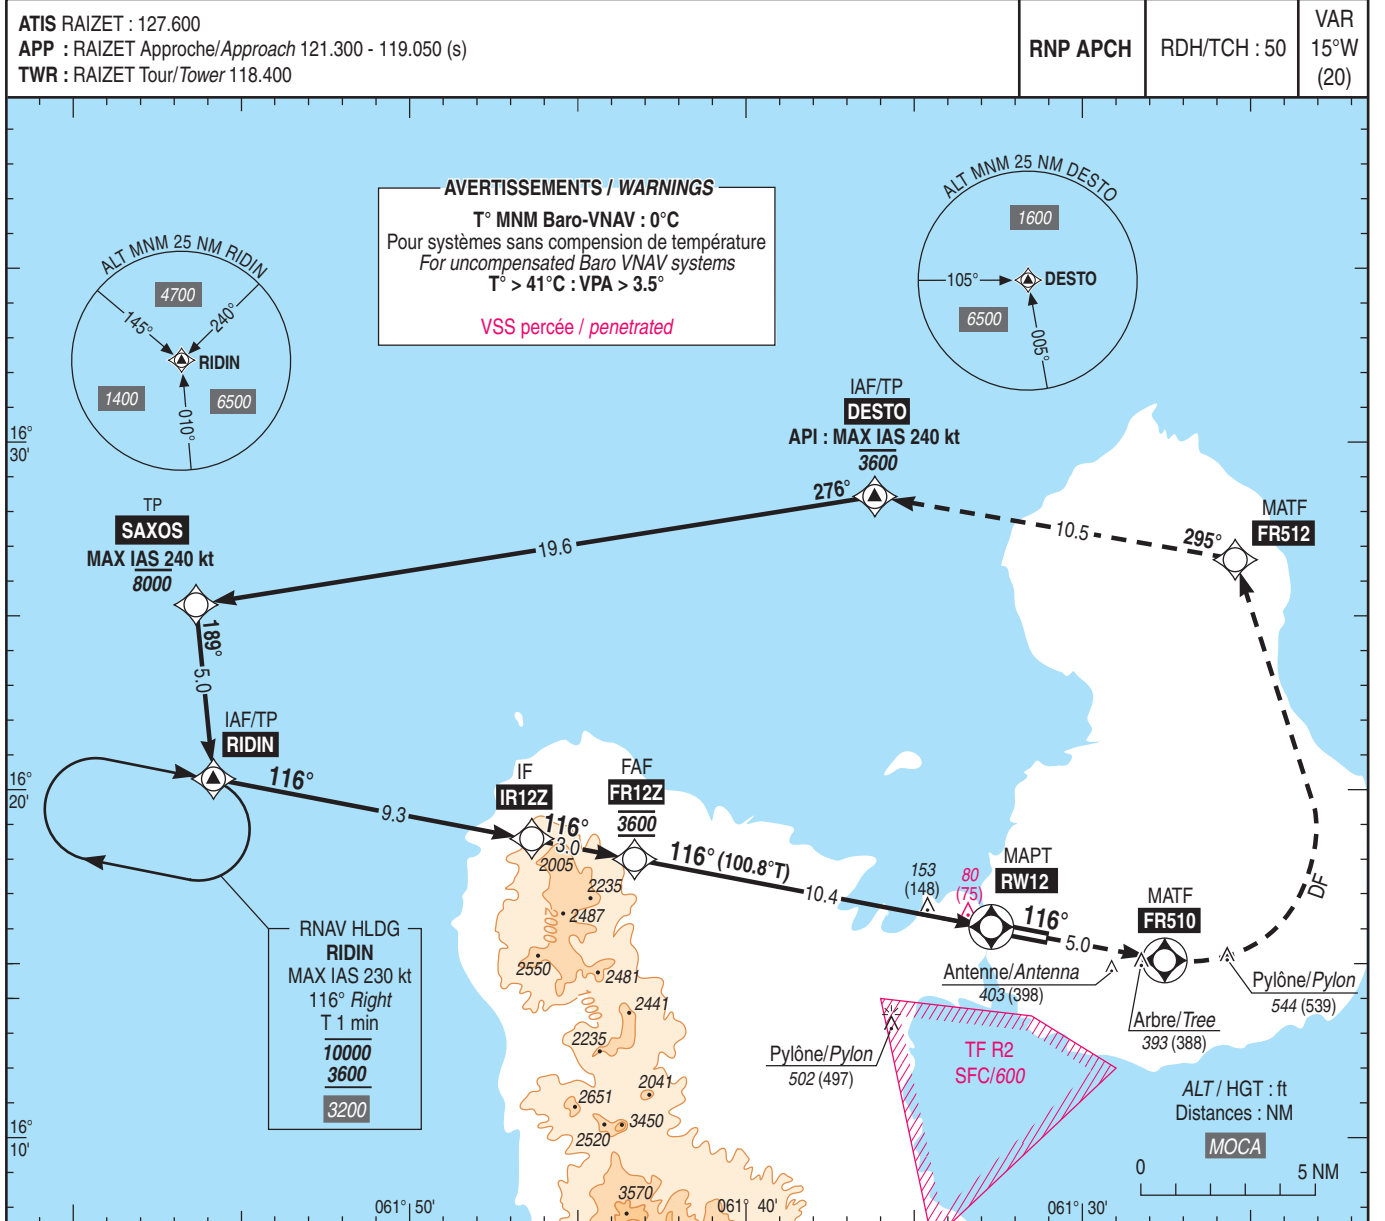 ATIS RAIZET : 127.600
APP : RAIZET Approche/Approach 121.300 - 119.050 (s)
TWR : RAIZET Tour/Tower 118.400
RNP APCH
RDH/TCH : 50
VAR
15°W
(20)
AVERTISSEMENTS / WARNINGS
T° MNM Baro-VNAV : 0°C
Pour systèmes sans compension de température
For uncompensated Baro VNAV systems
T° > 41°C : VPA > 3.5°
VSS percée / penetrated
ALT MNM 25 NM RIDIN
4700
145°
240°
RIDIN
1400
6500
010°
ALT MNM 25 NM DESTO
1600
105°
DESTO
6500
005°
16°
30'
IAF/TP
DESTO
API : MAX IAS 240 kt
3600
276°
TP
SAXOS
MAX IAS 240 kt
8000
19.6
10.5
295°
MATF
FR512
189°
5.0
IAF/TP
RIDIN
116°
9.3
16°
20'
IF
IR12Z
116°
3.0
FAF
FR12Z
3600
116° (100.8°T)
10.4
153
(148)
80
(75)
MAPT
RW12
116°
5.0
MATF
FR510
DF
2005
2235
2487
2000
2550
2481
1000
2441
2235
2041
2651
3450
2520
3570
RNAV HLDG
RIDIN
MAX IAS 230 kt
116° Right
T 1 min
10000
3600
3200
Antenne/Antenna
403 (398)
Pylône/Pylon
544 (539)
Arbre/Tree
393 (388)
Pylône/Pylon
502 (497)
TF R2
SFC/600
ALT / HGT : ft
Distances : NM
MOCA
0
5 NM
16°
10'
061° 50'
061° 40'
061° 30'